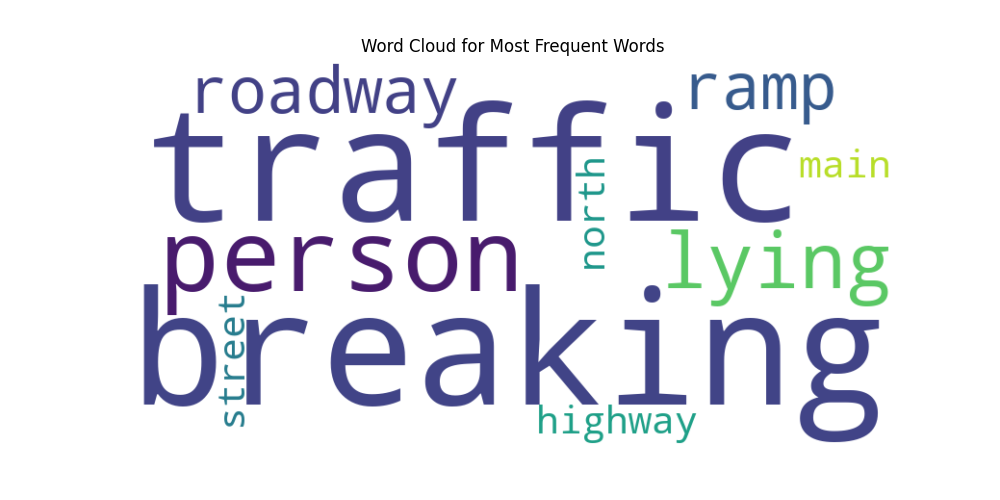 Word Cloud for Most Frequent Words
roadway
ramp
traffic
main
north
person
lying
breaking
street
highway